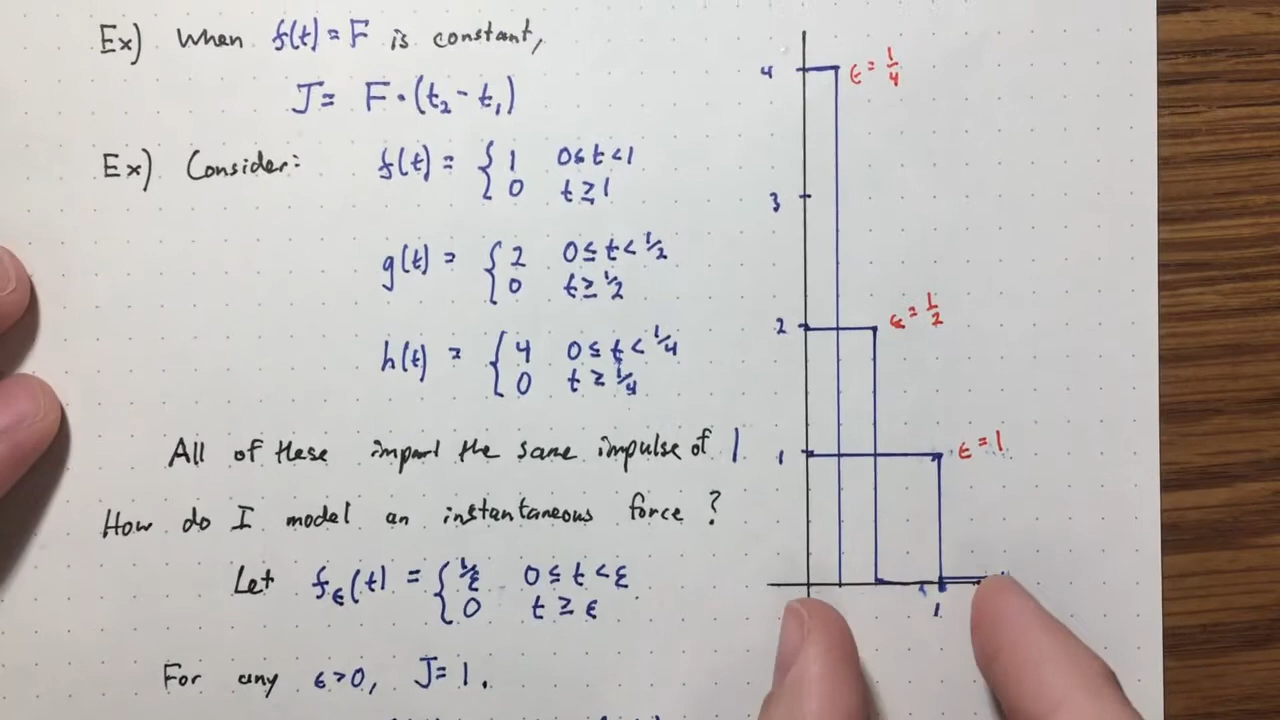 Ex) When f(t) = F is constant,
J = F · (t₂ - t₁)
Ex) Consider: f(t) = { 1 0 ≤ t < 1
0 t ≥ 1
g(t) = { 2 0 ≤ t < 1/2
0 t ≥ 1/2
h(t) = { 4 0 ≤ t < 1/4
0 t ≥ 1/4
All of these impart the same impulse of 1
How do I model an instantaneous force?
Let f_ε(t) = { 1/ε 0 ≤ t < ε
0 t ≥ ε
For any ε > 0, J = 1.
4 ε = 1/4
3
2 ε = 1/2
1 ε = 1
1